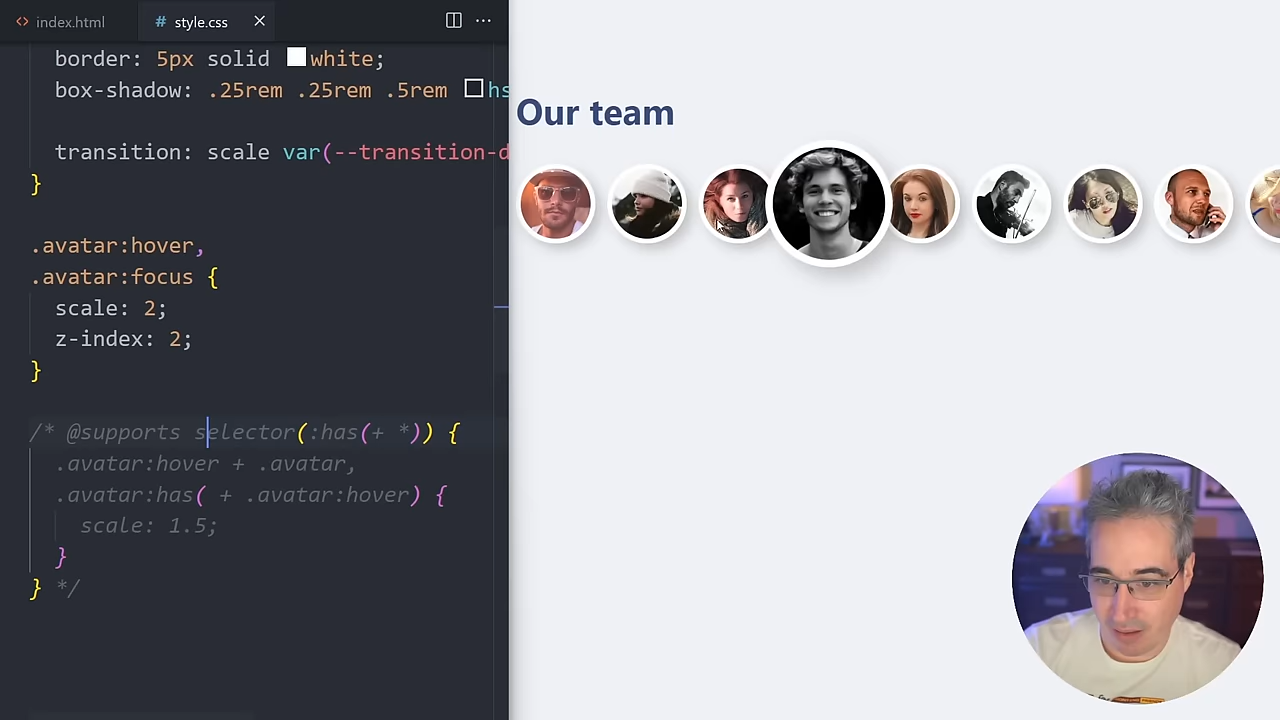 index.html
style.css
border: 5px solid white;
box-shadow: .25rem .25rem .5rem hs
transition: scale var(--transition-d
}
.avatar:hover,
.avatar:focus {
scale: 2;
z-index: 2;
}
/* @supports selector(:has(+ *)) {
.avatar:hover + .avatar,
.avatar:has( + .avatar:hover) {
scale: 1.5;
}
} */
Our team